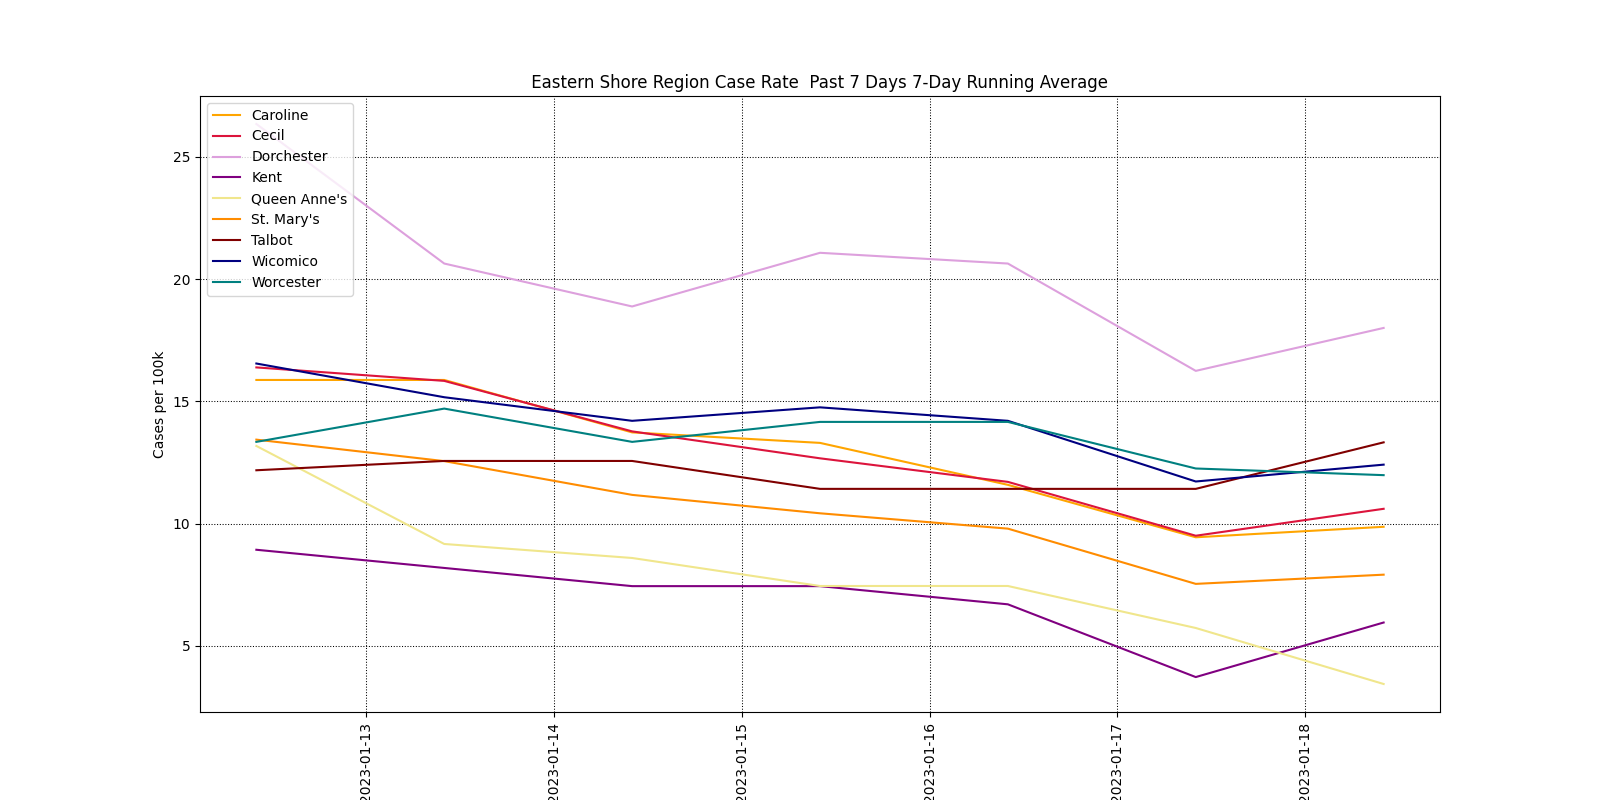 Eastern Shore Region Case Rate  Past 7 Days 7-Day Running Average
Caroline
Cecil
Dorchester
Kent
Queen Anne's
St. Mary's
Talbot
Wicomico
Worcester
Cases per 100k
25
20
15
10
5
2023-01-13
2023-01-14
2023-01-15
2023-01-16
2023-01-17
2023-01-18